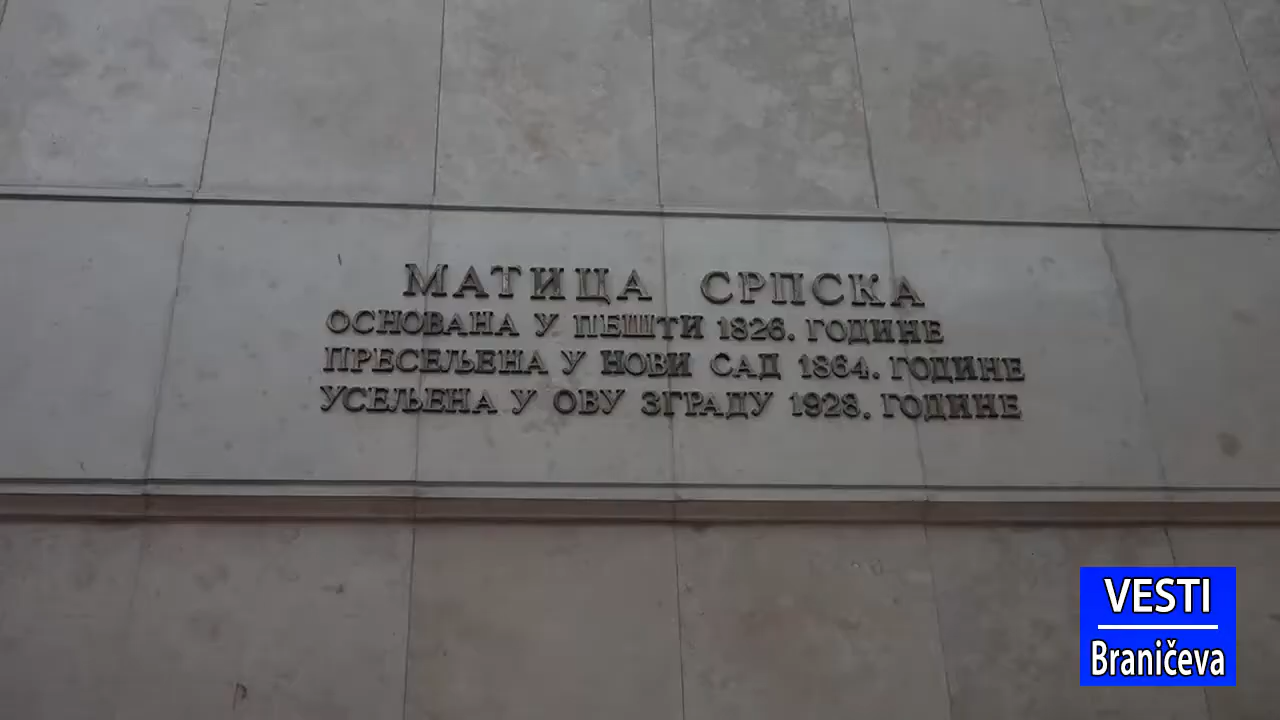 МАТИЦА СРПСКА
ОСНОВАНА У ПЕШТИ 1826. ГОДИНЕ
ПРЕСЕЉЕНА У НОВИ САД 1864. ГОДИНЕ
УСЕЉЕНА У ОВУ ЗГРАДУ 1928. ГОДИНЕ
VESTI
Braničeva